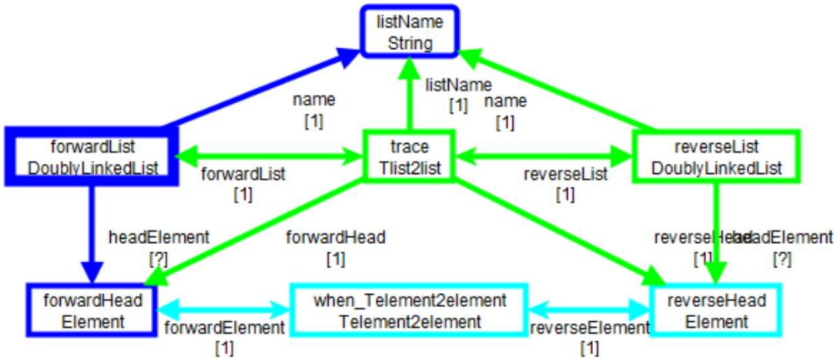 listName
String
name
[1]
listName
[1]
name
[1]
forwardList
DoublyLinkedList
forwardList
[1]
trace
Tlist2list
reverseList
[1]
reverseList
DoublyLinkedList
headElement
[?]
forwardHead
[1]
reverseHead
[1]
headElement
[?]
forwardHead
Element
forwardElement
[1]
when_Telement2element
Telement2element
reverseElement
[1]
reverseHead
Element